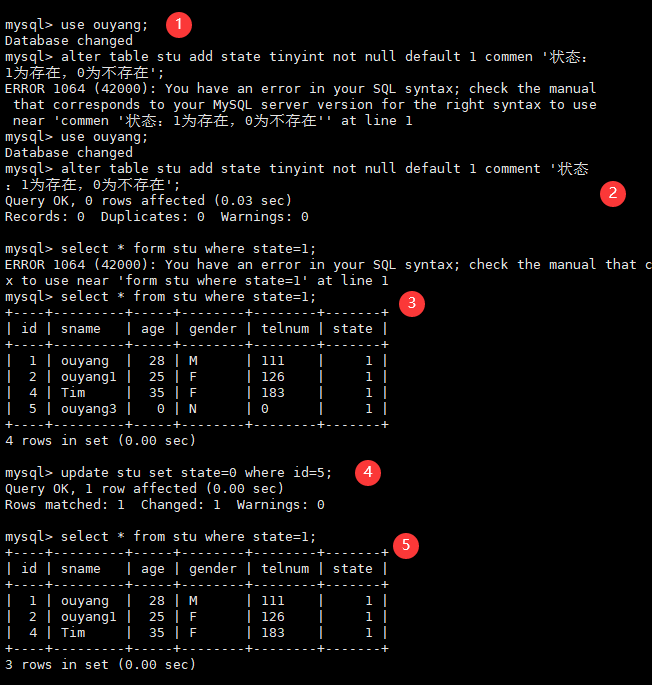 mysql> use ouyang; 1
Database changed
mysql> alter table stu add state tinyint not null default 1 commen '状态:
1为存在，0为不存在';
ERROR 1064 (42000): You have an error in your SQL syntax; check the manual
 that corresponds to your MySQL server version for the right syntax to use
 near 'commen '状态:1为存在，0为不存在'' at line 1
mysql> use ouyang;
Database changed
mysql> alter table stu add state tinyint not null default 1 comment '状态
:1为存在，0为不存在';
2
Query OK, 0 rows affected (0.03 sec)
Records: 0  Duplicates: 0  Warnings: 0
mysql> select * form stu where state=1;
ERROR 1064 (42000): You have an error in your SQL syntax; check the manual that c
x to use near 'form stu where state=1' at line 1
mysql> select * from stu where state=1; 3
+----+---------+-----+--------+--------+-------+
| id | sname   | age | gender | telnum | state |
+----+---------+-----+--------+--------+-------+
|  1 | ouyang  |  28 | M      | 111    |     1 |
|  2 | ouyang1 |  25 | F      | 126    |     1 |
|  4 | Tim     |  35 | F      | 183    |     1 |
|  5 | ouyang3 |   0 | N      | 0      |     1 |
+----+---------+-----+--------+--------+-------+
4 rows in set (0.00 sec)
mysql> update stu set state=0 where id=5; 4
Query OK, 1 row affected (0.00 sec)
Rows matched: 1  Changed: 1  Warnings: 0
mysql> select * from stu where state=1; 5
+----+---------+-----+--------+--------+-------+
| id | sname   | age | gender | telnum | state |
+----+---------+-----+--------+--------+-------+
|  1 | ouyang  |  28 | M      | 111    |     1 |
|  2 | ouyang1 |  25 | F      | 126    |     1 |
|  4 | Tim     |  35 | F      | 183    |     1 |
+----+---------+-----+--------+--------+-------+
3 rows in set (0.00 sec)